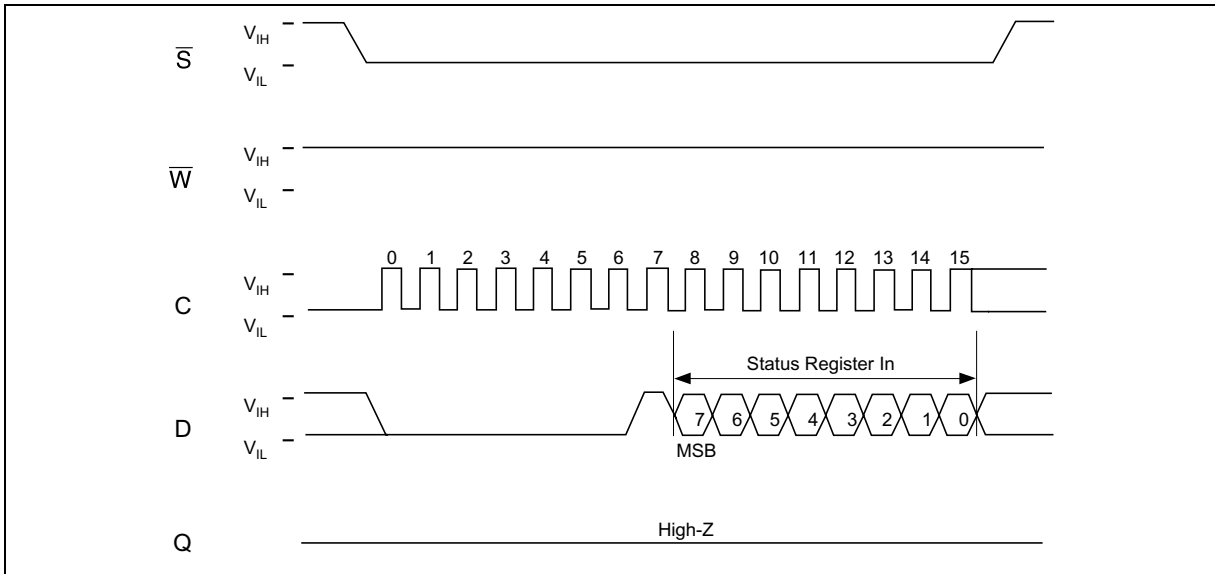 S̅
V_IH
V_IL
W̅
V_IH
V_IL
C
0 1 2 3 4 5 6 7 8 9 10 11 12 13 14 15
V_IH
V_IL
Status Register In
D
V_IH
V_IL
7 6 5 4 3 2 1 0
MSB
Q
High-Z